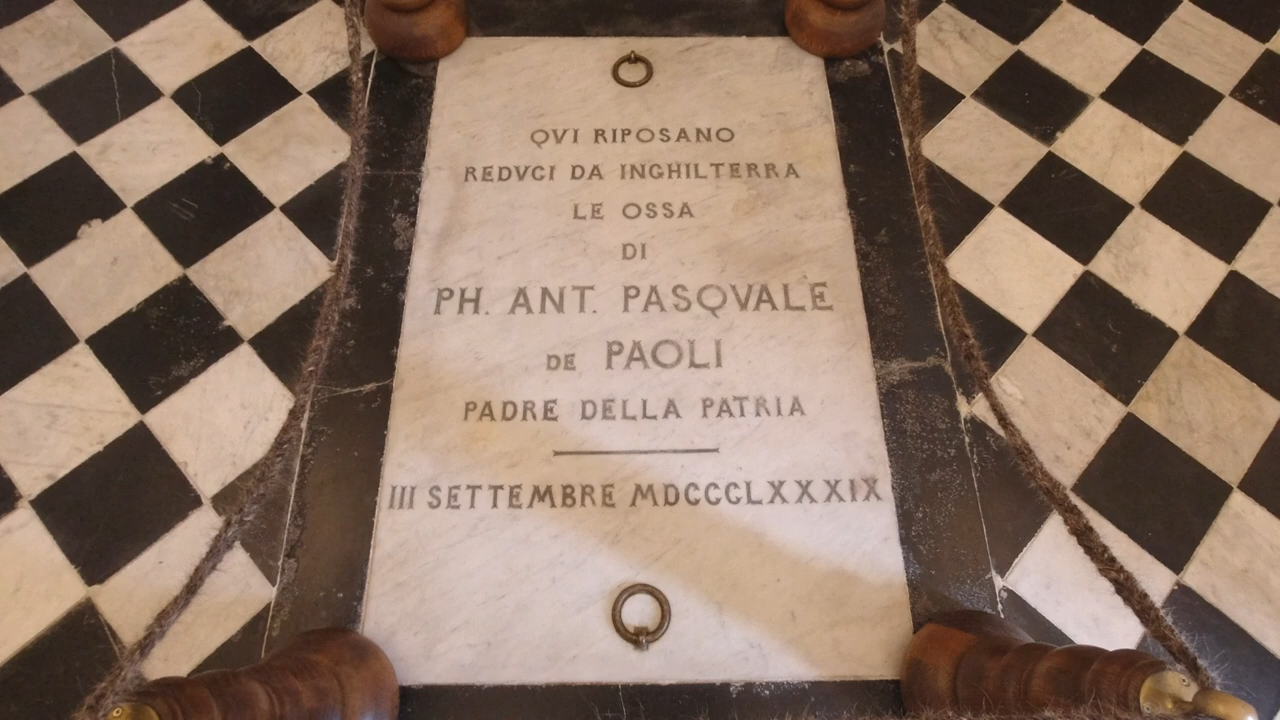 QVI RIPOSANO
REDVCI DA INGHILTERRA
LE OSSA
DI
PH. ANT. PASQVALE
DE PAOLI
PADRE DELLA PATRIA
III SETTEMBRE MDCCCLXXXIX